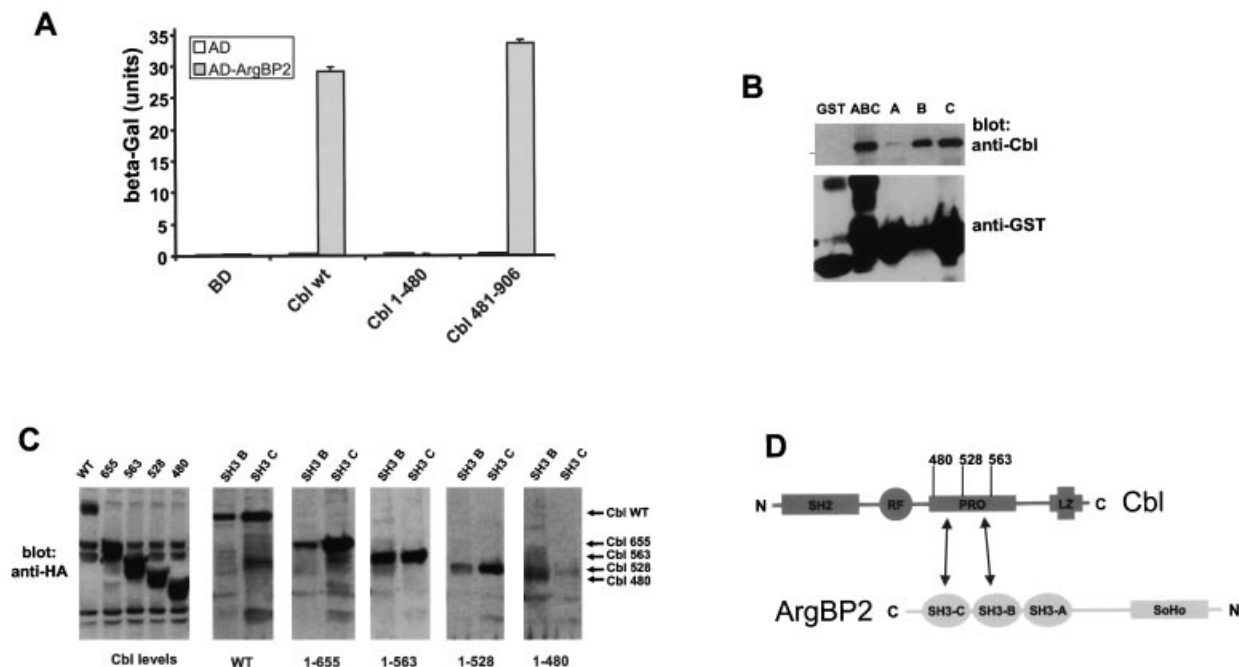 A
35
30
25
20
15
10
5
0
beta-Gal (units)
AD
AD-ArgBP2
BD
Cbl wt
Cbl 1-480
Cbl 481-906
B
GST ABC A B C
blot:
anti-Cbl
anti-GST
C
WT 655 563 528 480
SH3 B SH3 C
SH3 B SH3 C
SH3 B SH3 C
SH3 B SH3 C
SH3 B SH3 C
blot:
anti-HA
Cbl WT
Cbl 655
Cbl 563
Cbl 528
Cbl 480
Cbl levels
WT
1-655
1-563
1-528
1-480
D
480 528 563
N SH2 RF PRO LZ C Cbl
ArgBP2 C SH3-C SH3-B SH3-A SoHo N